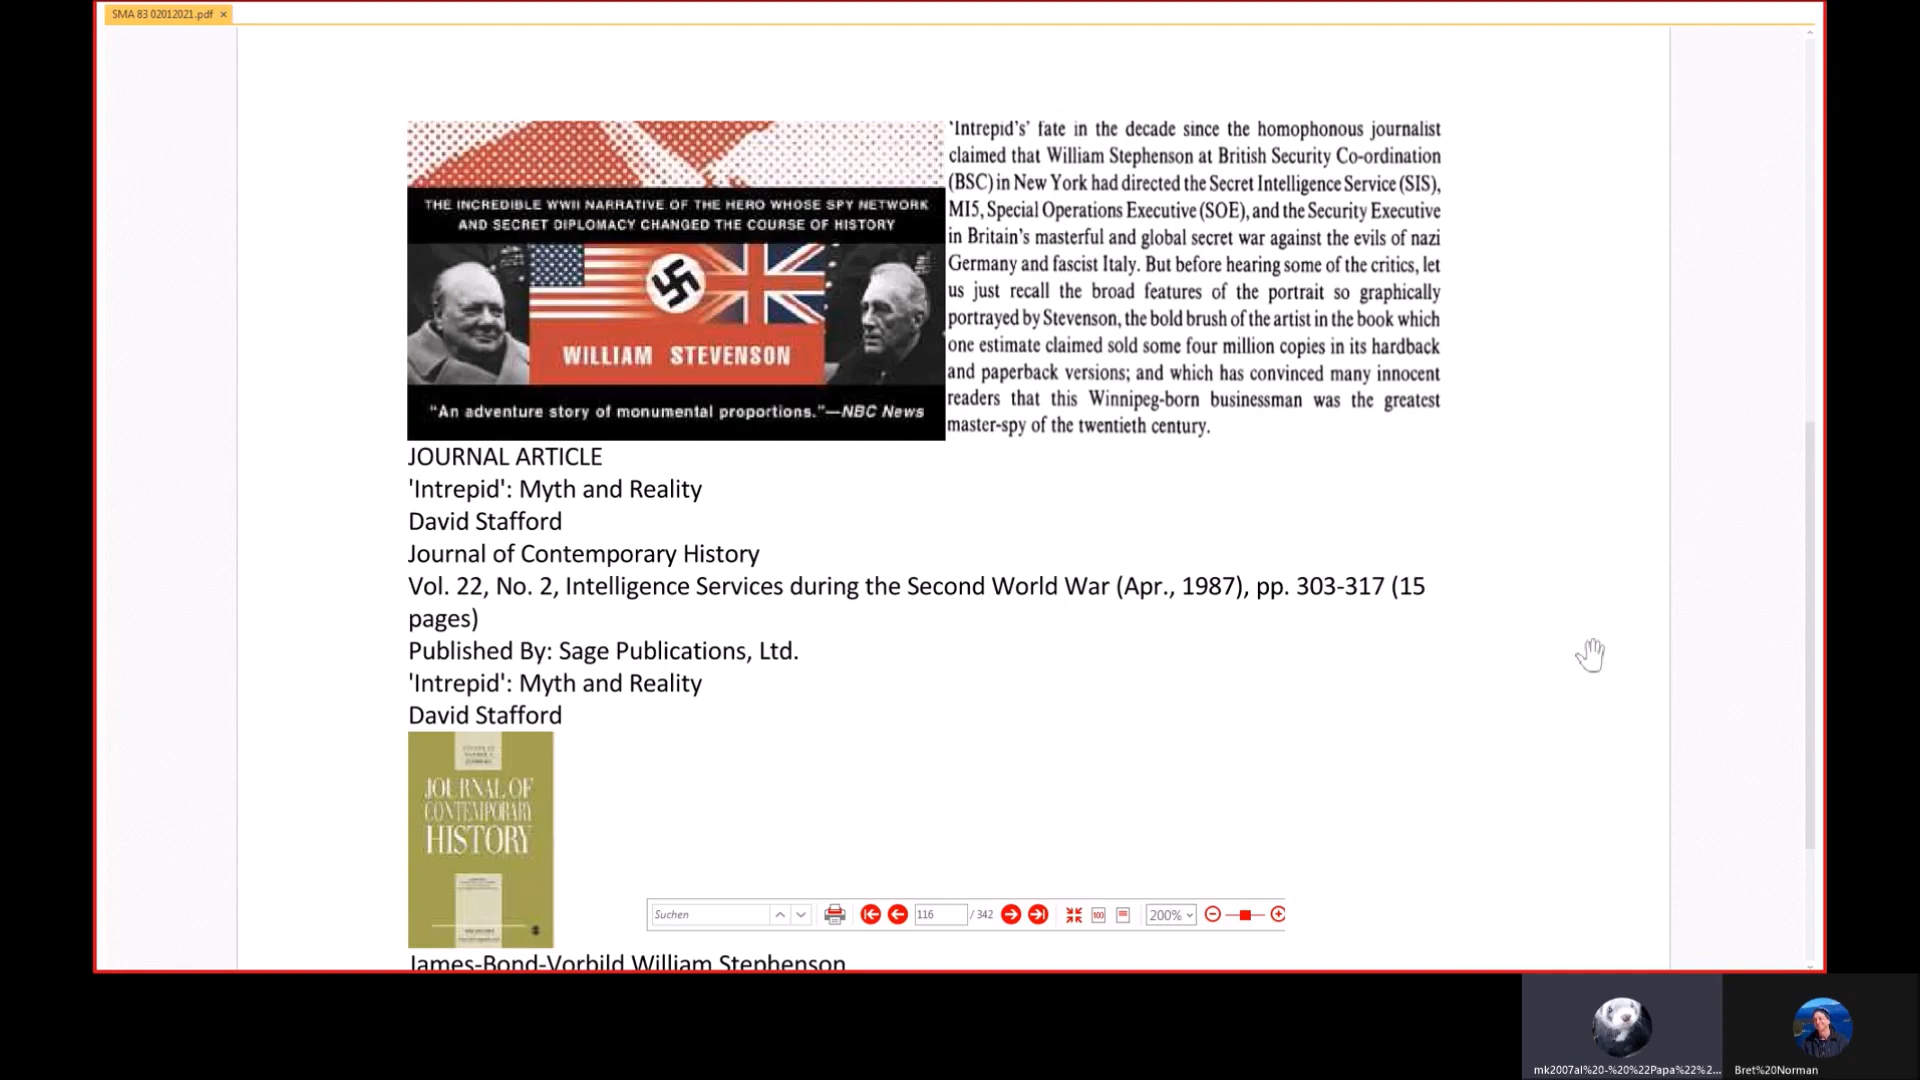 SMA 83 02012021.pdf ×
THE INCREDIBLE WWII NARRATIVE OF THE HERO WHOSE SPY NETWORK
AND SECRET DIPLOMACY CHANGED THE COURSE OF HISTORY
WILLIAM STEVENSON
"An adventure story of monumental proportions."—NBC News
'Intrepid's' fate in the decade since the homophonous journalist
claimed that William Stephenson at British Security Co-ordination
(BSC) in New York had directed the Secret Intelligence Service (SIS),
MI5, Special Operations Executive (SOE), and the Security Executive
in Britain's masterful and global secret war against the evils of nazi
Germany and fascist Italy. But before hearing some of the critics, let
us just recall the broad features of the portrait so graphically
portrayed by Stevenson, the bold brush of the artist in the book which
one estimate claimed sold some four million copies in its hardback
and paperback versions; and which has convinced many innocent
readers that this Winnipeg-born businessman was the greatest
master-spy of the twentieth century.
JOURNAL ARTICLE
'Intrepid': Myth and Reality
David Stafford
Journal of Contemporary History
Vol. 22, No. 2, Intelligence Services during the Second World War (Apr., 1987), pp. 303-317 (15
pages)
Published By: Sage Publications, Ltd.
'Intrepid': Myth and Reality
David Stafford
JOURNAL OF
CONTEMPORARY
HISTORY
Suchen
116
/ 342
100
200%
James-Bond-Vorbild William Stephenson
mk2007al%20-%20%22Papa%22%2...
Bret%20Norman